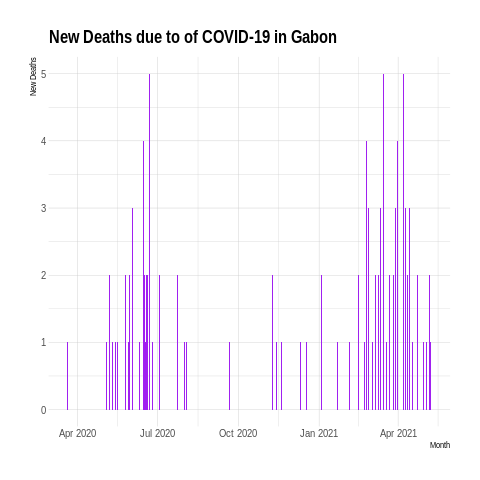 New Deaths due to of COVID-19 in Gabon
New Deaths
5
4
3
2
1
0
Apr 2020 Jul 2020 Oct 2020 Jan 2021 Apr 2021
Month